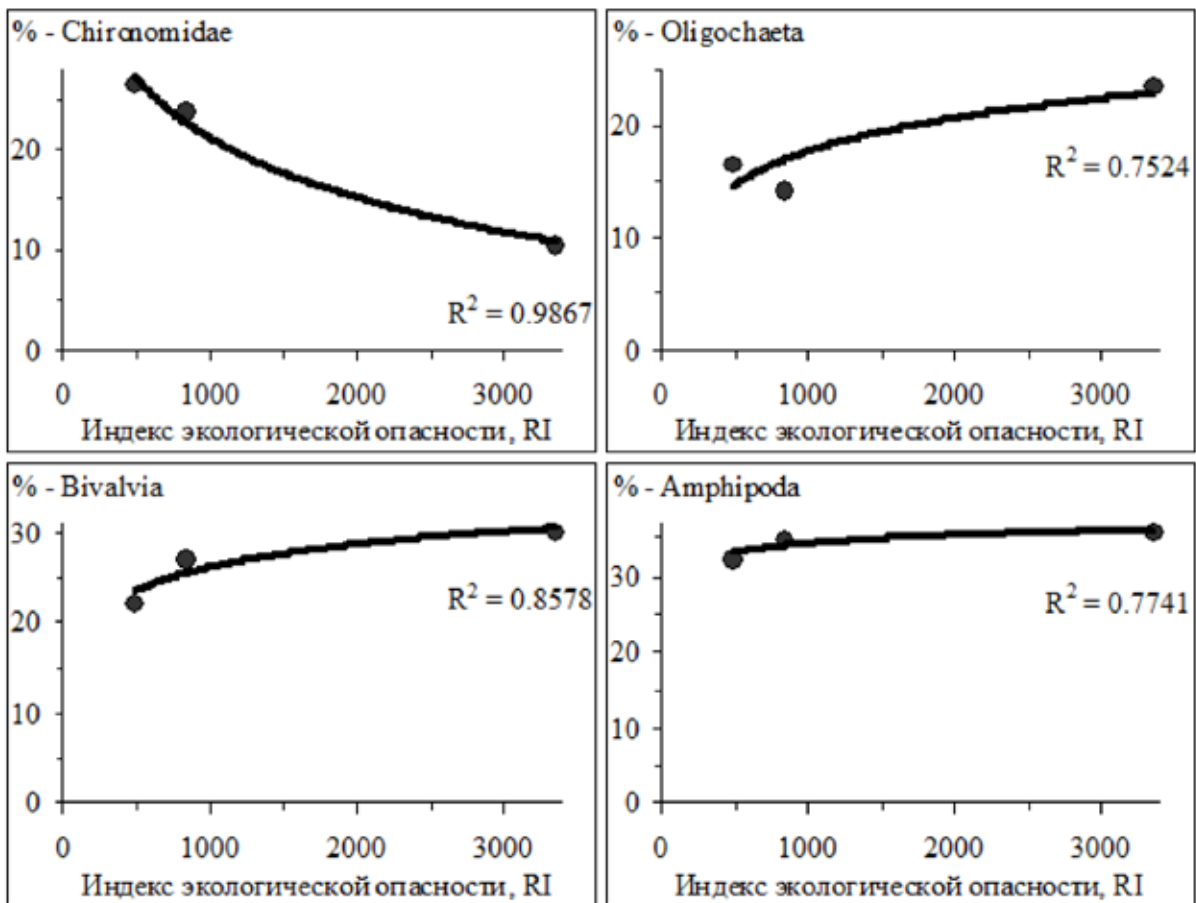 % - Chironomidae
20
10
0
R² = 0.9867
0 1000 2000 3000
Индекс экологической опасности, RI
% - Oligochaeta
20
10
0
R² = 0.7524
0 1000 2000 3000
Индекс экологической опасности, RI
% - Bivalvia
30
20
10
0
R² = 0.8578
0 1000 2000 3000
Индекс экологической опасности, RI
% - Amphipoda
30
20
10
0
R² = 0.7741
0 1000 2000 3000
Индекс экологической опасности, RI